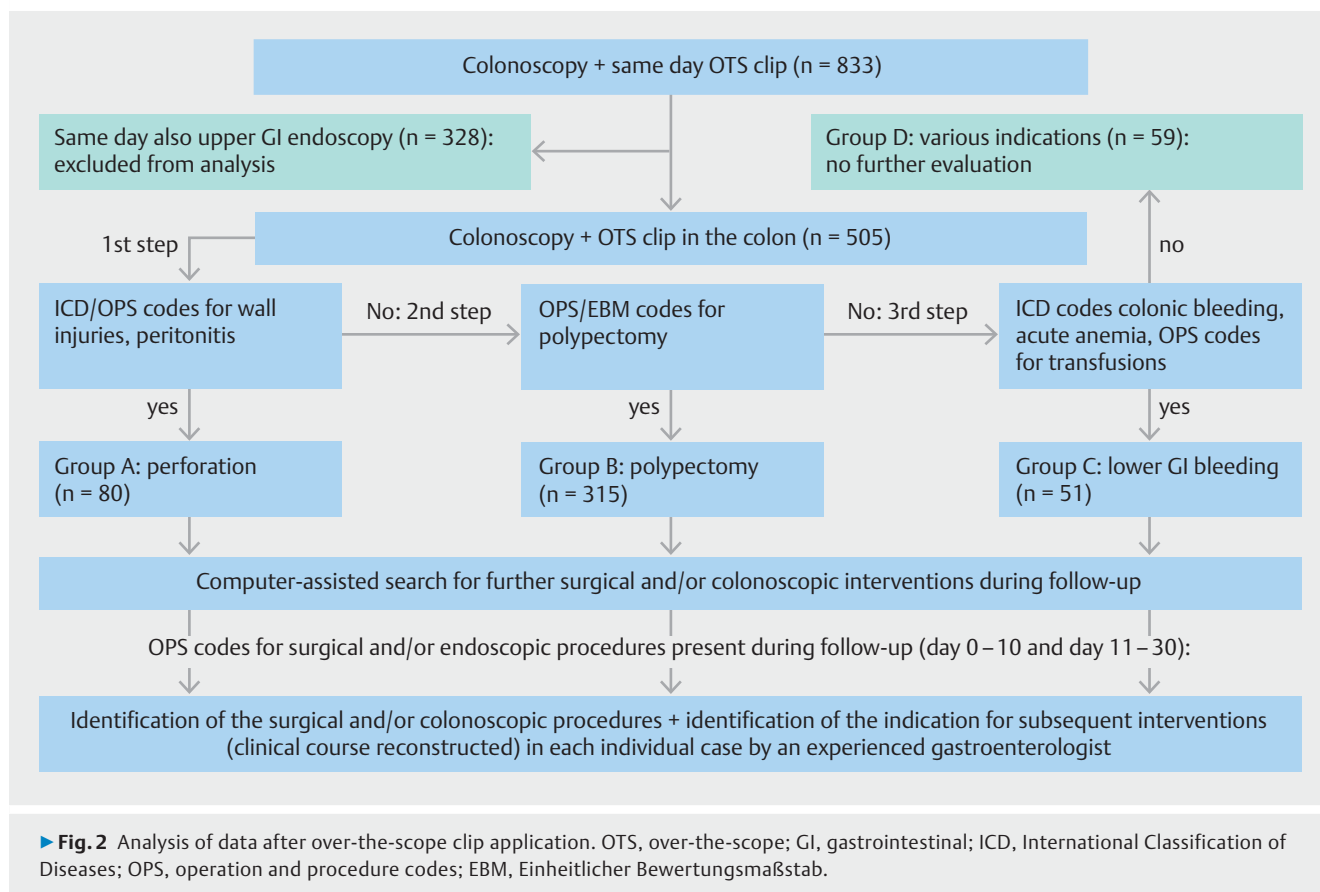 Colonoscopy + same day OTS clip (n = 833)
Same day also upper GI endoscopy (n = 328):
excluded from analysis
Group D: various indications (n = 59):
no further evaluation
Colonoscopy + OTS clip in the colon (n = 505)
1st step
no
ICD/OPS codes for wall
injuries, peritonitis
No: 2nd step
OPS/EBM codes for
polypectomy
No: 3rd step
ICD codes colonic bleeding,
acute anemia, OPS codes
for transfusions
yes
yes
yes
Group A: perforation
(n = 80)
Group B: polypectomy
(n = 315)
Group C: lower GI bleeding
(n = 51)
Computer-assisted search for further surgical and/or colonoscopic interventions during follow-up
OPS codes for surgical and/or endoscopic procedures present during follow-up (day 0 – 10 and day 11 – 30):
Identification of the surgical and/or colonoscopic procedures + identification of the indication for subsequent interventions
(clinical course reconstructed) in each individual case by an experienced gastroenterologist
▶ Fig. 2 Analysis of data after over-the-scope clip application. OTS, over-the-scope; GI, gastrointestinal; ICD, International Classification of
Diseases; OPS, operation and procedure codes; EBM, Einheitlicher Bewertungsmaßstab.